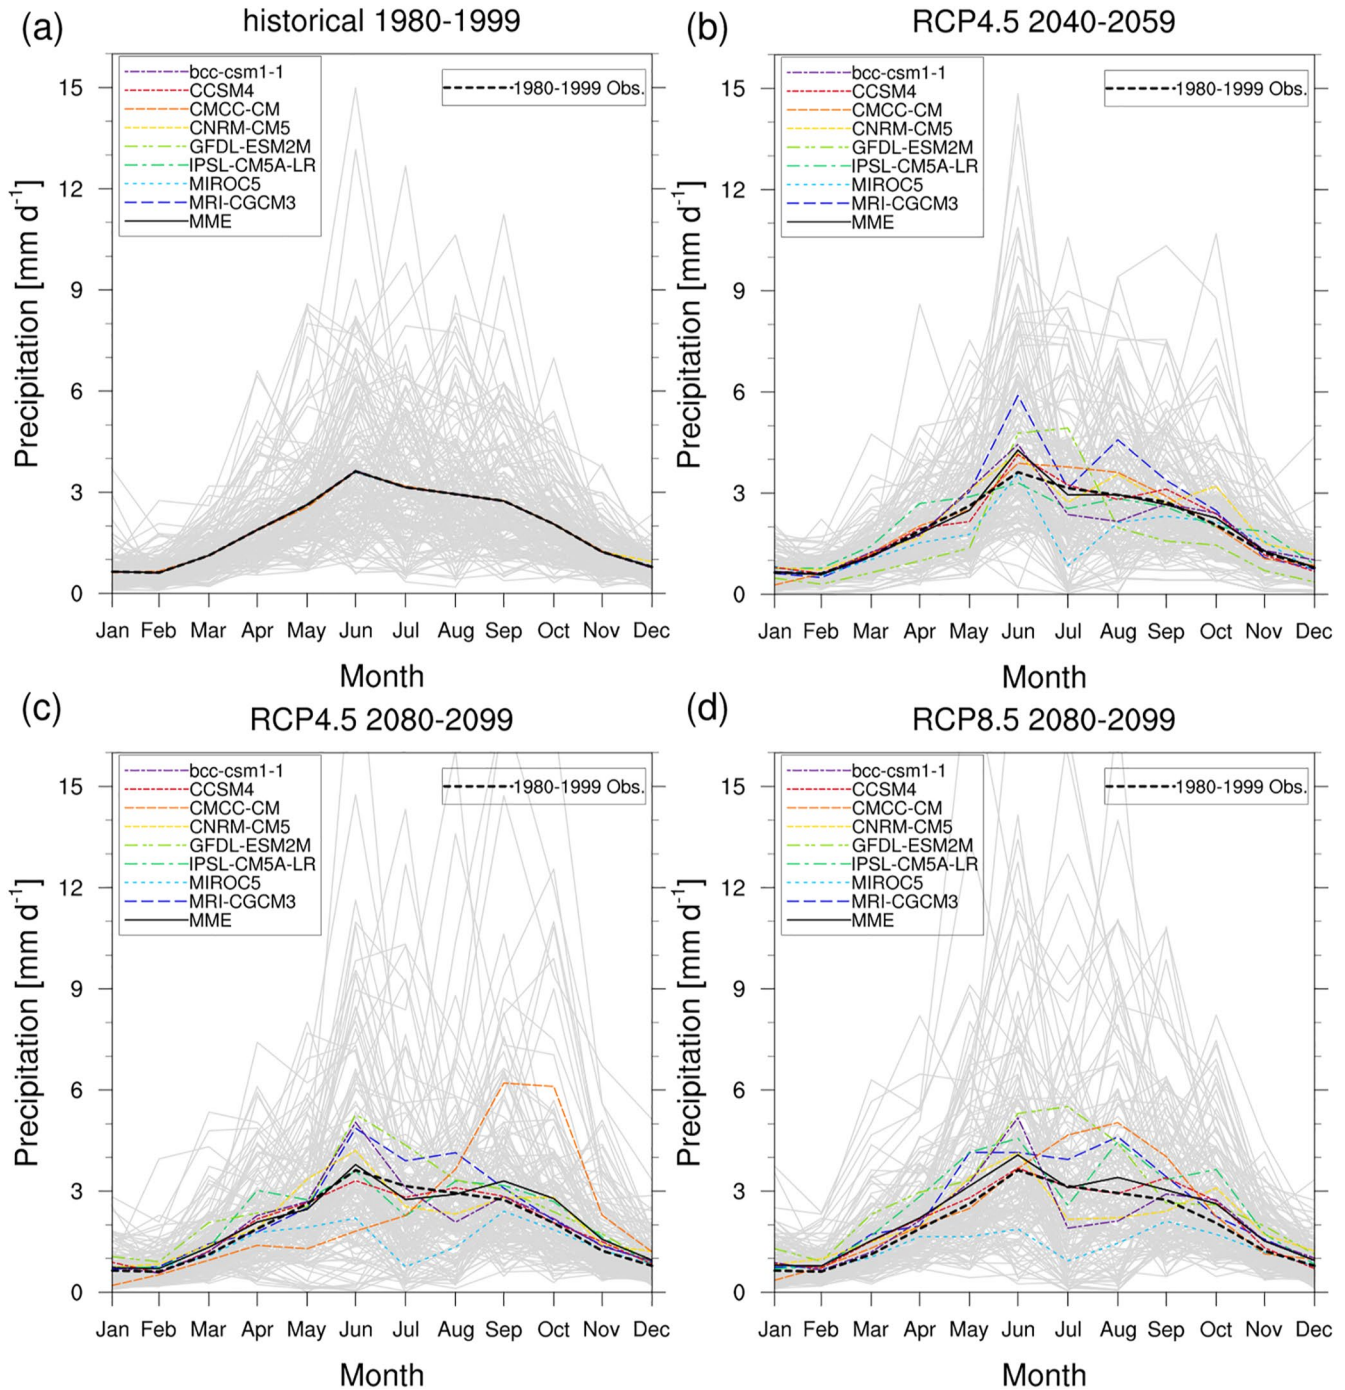 (a)
historical 1980-1999
bcc-csm1-1
CCSM4
CMCC-CM
CNRM-CM5
GFDL-ESM2M
IPSL-CM5A-LR
MIROC5
MRI-CGCM3
MME
1980-1999 Obs.
Precipitation [mm d-1]
15
12
9
6
3
0
Jan Feb Mar Apr May Jun Jul Aug Sep Oct Nov Dec
Month
(b)
RCP4.5 2040-2059
bcc-csm1-1
CCSM4
CMCC-CM
CNRM-CM5
GFDL-ESM2M
IPSL-CM5A-LR
MIROC5
MRI-CGCM3
MME
1980-1999 Obs.
Precipitation [mm d-1]
15
12
9
6
3
0
Jan Feb Mar Apr May Jun Jul Aug Sep Oct Nov Dec
Month
(c)
RCP4.5 2080-2099
bcc-csm1-1
CCSM4
CMCC-CM
CNRM-CM5
GFDL-ESM2M
IPSL-CM5A-LR
MIROC5
MRI-CGCM3
MME
1980-1999 Obs.
Precipitation [mm d-1]
15
12
9
6
3
0
Jan Feb Mar Apr May Jun Jul Aug Sep Oct Nov Dec
Month
(d)
RCP8.5 2080-2099
bcc-csm1-1
CCSM4
CMCC-CM
CNRM-CM5
GFDL-ESM2M
IPSL-CM5A-LR
MIROC5
MRI-CGCM3
MME
1980-1999 Obs.
Precipitation [mm d-1]
15
12
9
6
3
0
Jan Feb Mar Apr May Jun Jul Aug Sep Oct Nov Dec
Month